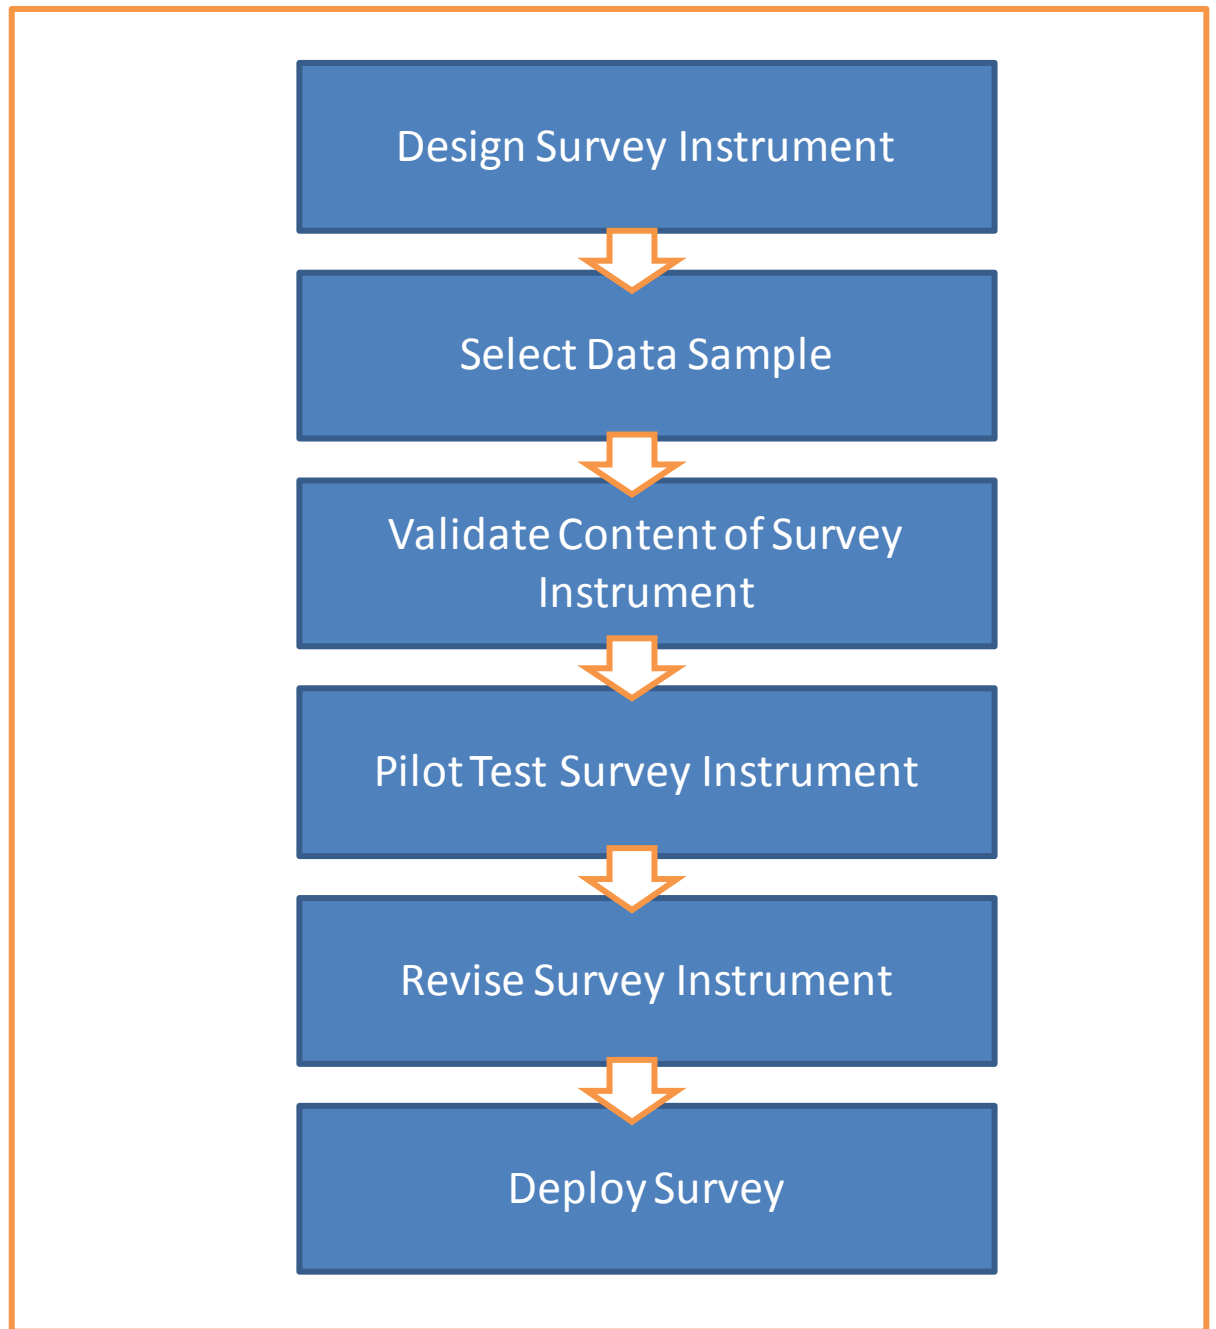 Design Survey Instrument
Select Data Sample
Validate Content of Survey
Instrument
Pilot Test Survey Instrument
Revise Survey Instrument
Deploy Survey